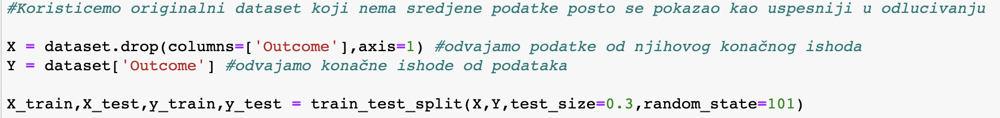 #Koristicemo originalni dataset koji nema sredjene podatke posto se pokazao kao uspesniji u odlucivanju
X = dataset.drop(columns=['Outcome'],axis=1) #odvajamo podatke od njihovog konačnog ishoda
Y = dataset['Outcome'] #odvajamo konačne ishode od podataka
X_train,X_test,y_train,y_test = train_test_split(X,Y,test_size=0.3,random_state=101)